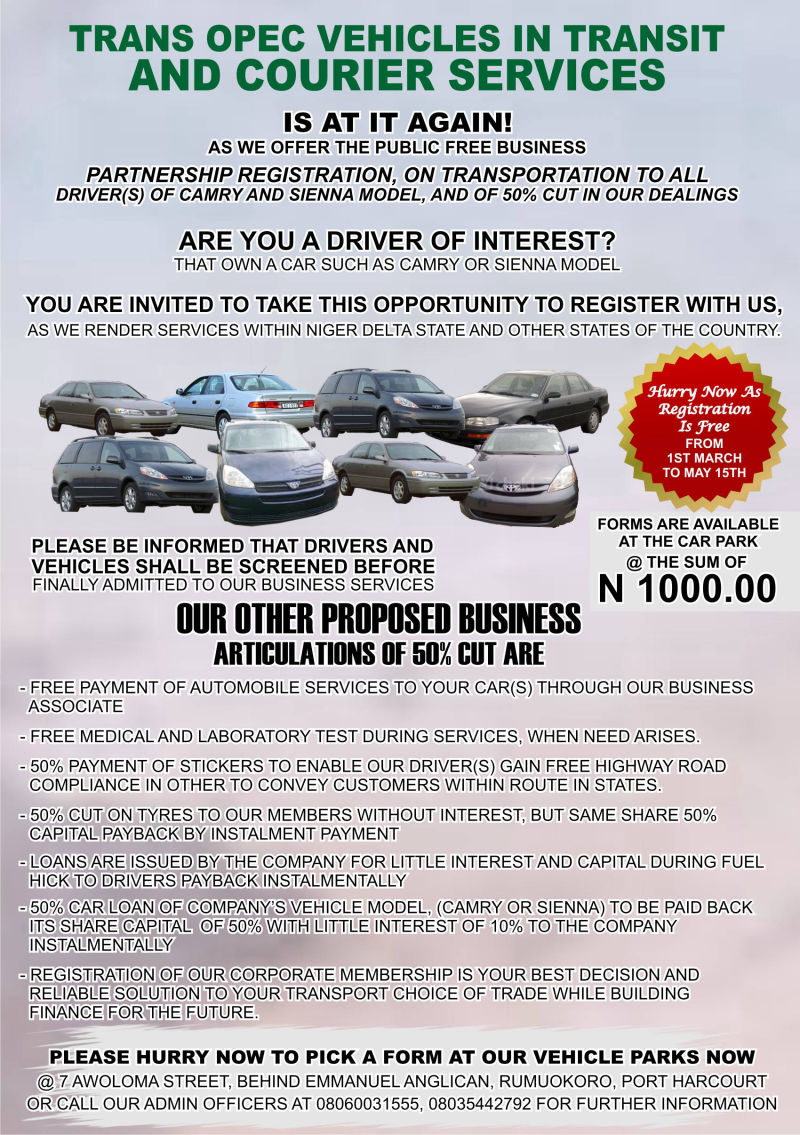 TRANS OPEC VEHICLES IN TRANSIT
AND COURIER SERVICES
IS AT IT AGAIN!
AS WE OFFER THE PUBLIC FREE BUSINESS
PARTNERSHIP REGISTRATION, ON TRANSPORTATION TO ALL
DRIVER(S) OF CAMRY AND SIENNA MODEL, AND OF 50% CUT IN OUR DEALINGS
ARE YOU A DRIVER OF INTEREST?
THAT OWN A CAR SUCH AS CAMRY OR SIENNA MODEL
YOU ARE INVITED TO TAKE THIS OPPORTUNITY TO REGISTER WITH US,
AS WE RENDER SERVICES WITHIN NIGER DELTA STATE AND OTHER STATES OF THE COUNTRY.
Hurry Now As
Registration
Is Free
FROM
1ST MARCH
TO MAY 15TH
FORMS ARE AVAILABLE
AT THE CAR PARK
@ THE SUM OF
N 1000.00
PLEASE BE INFORMED THAT DRIVERS AND
VEHICLES SHALL BE SCREENED BEFORE
FINALLY ADMITTED TO OUR BUSINESS SERVICES
OUR OTHER PROPOSED BUSINESS
ARTICULATIONS OF 50% CUT ARE
- FREE PAYMENT OF AUTOMOBILE SERVICES TO YOUR CAR(S) THROUGH OUR BUSINESS
ASSOCIATE
- FREE MEDICAL AND LABORATORY TEST DURING SERVICES, WHEN NEED ARISES.
- 50% PAYMENT OF STICKERS TO ENABLE OUR DRIVER(S) GAIN FREE HIGHWAY ROAD
COMPLIANCE IN OTHER TO CONVEY CUSTOMERS WITHIN ROUTE IN STATES.
- 50% CUT ON TYRES TO OUR MEMBERS WITHOUT INTEREST, BUT SAME SHARE 50%
CAPITAL PAYBACK BY INSTALMENT PAYMENT
- LOANS ARE ISSUED BY THE COMPANY FOR LITTLE INTEREST AND CAPITAL DURING FUEL
HICK TO DRIVERS PAYBACK INSTALMENTALLY
- 50% CAR LOAN OF COMPANY'S VEHICLE MODEL, (CAMRY OR SIENNA) TO BE PAID BACK
ITS SHARE CAPITAL OF 50% WITH LITTLE INTEREST OF 10% TO THE COMPANY
INSTALMENTALLY
- REGISTRATION OF OUR CORPORATE MEMBERSHIP IS YOUR BEST DECISION AND
RELIABLE SOLUTION TO YOUR TRANSPORT CHOICE OF TRADE WHILE BUILDING
FINANCE FOR THE FUTURE.
PLEASE HURRY NOW TO PICK A FORM AT OUR VEHICLE PARKS NOW
@ 7 AWOLOMA STREET, BEHIND EMMANUEL ANGLICAN, RUMUOKORO, PORT HARCOURT
OR CALL OUR ADMIN OFFICERS AT 08060031555, 08035442792 FOR FURTHER INFORMATION